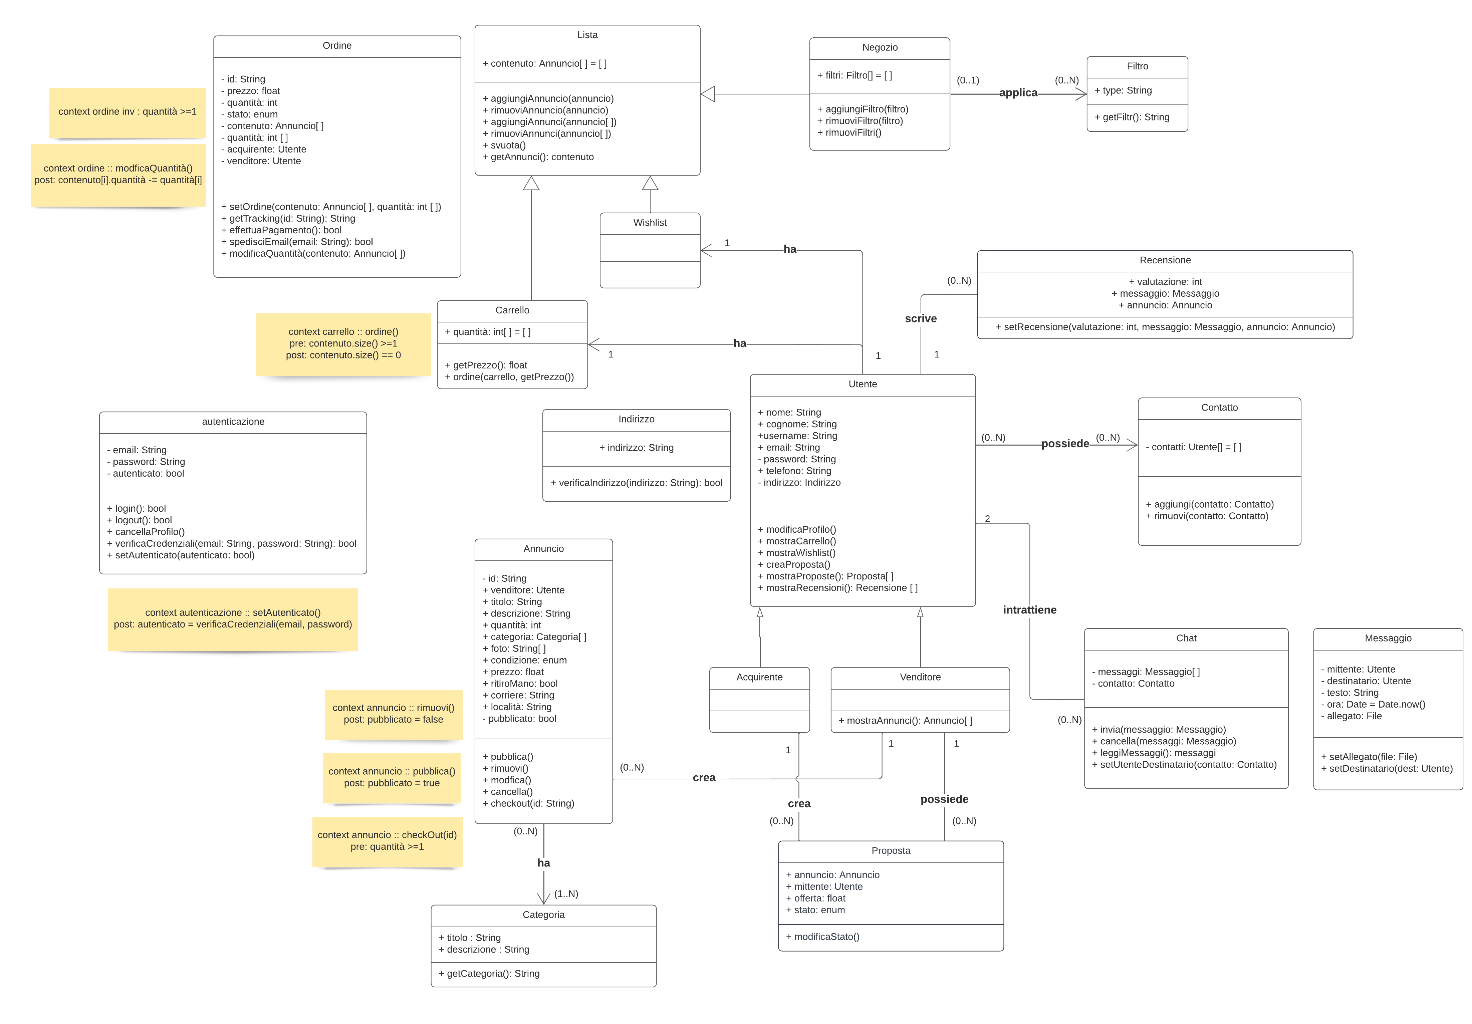 Ordine
- id: String
- prezzo: float
- quantità: int
- stato: enum
- contenuto: Annuncio[ ]
- quantità: int [ ]
- acquirente: Utente
- venditore: Utente
+ setOrdine(contenuto: Annuncio[ ], quantità: int [ ])
+ getTracking(id: String): String
+ effettuaPagamento(): bool
+ spedisciEmail(email: String): bool
+ modificaQuantità(contenuto: Annuncio[ ])
context ordine inv : quantità >=1
context ordine :: modficaQuantità()
post: contenuto[i].quantità -= quantità[i]
Lista
+ contenuto: Annuncio[ ] = [ ]
+ aggiungiAnnuncio(annuncio)
+ rimuoviAnnuncio(annuncio)
+ aggiungiAnnunci(annuncio[ ])
+ rimuoviAnnunci(annuncio[ ])
+ svuota()
+ getAnnunci(): contenuto
Negozio
+ filtri: Filtro[] = [ ]
+ aggiungiFiltro(filtro)
+ rimuoviFiltro(filtro)
+ rimuoviFiltri()
(0..1)
applica
(0..N)
Filtro
+ type: String
+ getFiltr(): String
Wishlist
1
ha
Carrello
+ quantità: int[ ] = [ ]
+ getPrezzo(): float
+ ordine(carrello, getPrezzo())
1
ha
context carrello :: ordine()
pre: contenuto.size() >=1
post: contenuto.size() == 0
Recensione
+ valutazione: int
+ messaggio: Messaggio
+ annuncio: Annuncio
+ setRecensione(valutazione: int, messaggio: Messaggio, annuncio: Annuncio)
(0..N)
scrive
1
1
Utente
+ nome: String
+ cognome: String
+username: String
+ email: String
- password: String
+ telefono: String
- indirizzo: Indirizzo
+ modificaProfilo()
+ mostraCarrello()
+ mostraWishlist()
+ creaProposta()
+ mostraProposte(): Proposta[ ]
+ mostraRecensioni(): Recensione [ ]
(0..N)
possiede
(0..N)
Contatto
- contatti: Utente[] = [ ]
+ aggiungi(contatto: Contatto)
+ rimuovi(contatto: Contatto)
autenticazione
- email: String
- password: String
- autenticato: bool
+ login(): bool
+ logout(): bool
+ cancellaProfilo()
+ verificaCredenziali(email: String, password: String): bool
+ setAutenticato(autenticato: bool)
context autenticazione :: setAutenticato()
post: autenticato = verificaCredenziali(email, password)
Indirizzo
+ indirizzo: String
+ verificaIndirizzo(indirizzo: String): bool
Annuncio
- id: String
+ venditore: Utente
+ titolo: String
+ descrizione: String
+ quantità: int
+ categoria: Categoria[ ]
+ foto: String[ ]
+ condizione: enum
+ prezzo: float
+ ritiroMano: bool
+ corriere: String
+ località: String
- pubblicato: bool
+ pubblica()
+ rimuovi()
+ modfica()
+ cancella()
+ checkout(id: String)
context annuncio :: rimuovi()
post: pubblicato = false
context annuncio :: pubblica()
post: pubblicato = true
context annuncio :: checkOut(id)
pre: quantità >=1
2
intrattiene
(0..N)
Chat
- messaggi: Messaggio[ ]
- contatto: Contatto
+ invia(messaggio: Messaggio)
+ cancella(messaggi: Messaggio)
+ leggiMessaggi(): messaggi
+ setUtenteDestinatario(contatto: Contatto)
Messaggio
- mittente: Utente
- destinatario: Utente
- testo: String
- ora: Date = Date.now()
- allegato: File
+ setAllegato(file: File)
+ setDestinatario(dest: Utente)
Acquirente
Venditore
+ mostraAnnunci(): Annuncio[ ]
(0..N)
crea
1
1
crea
(0..N)
1
possiede
(0..N)
Proposta
+ annuncio: Annuncio
+ mittente: Utente
+ offerta: float
+ stato: enum
+ modificaStato()
(0..N)
ha
(1..N)
Categoria
+ titolo : String
+ descrizione : String
+ getCategoria(): String